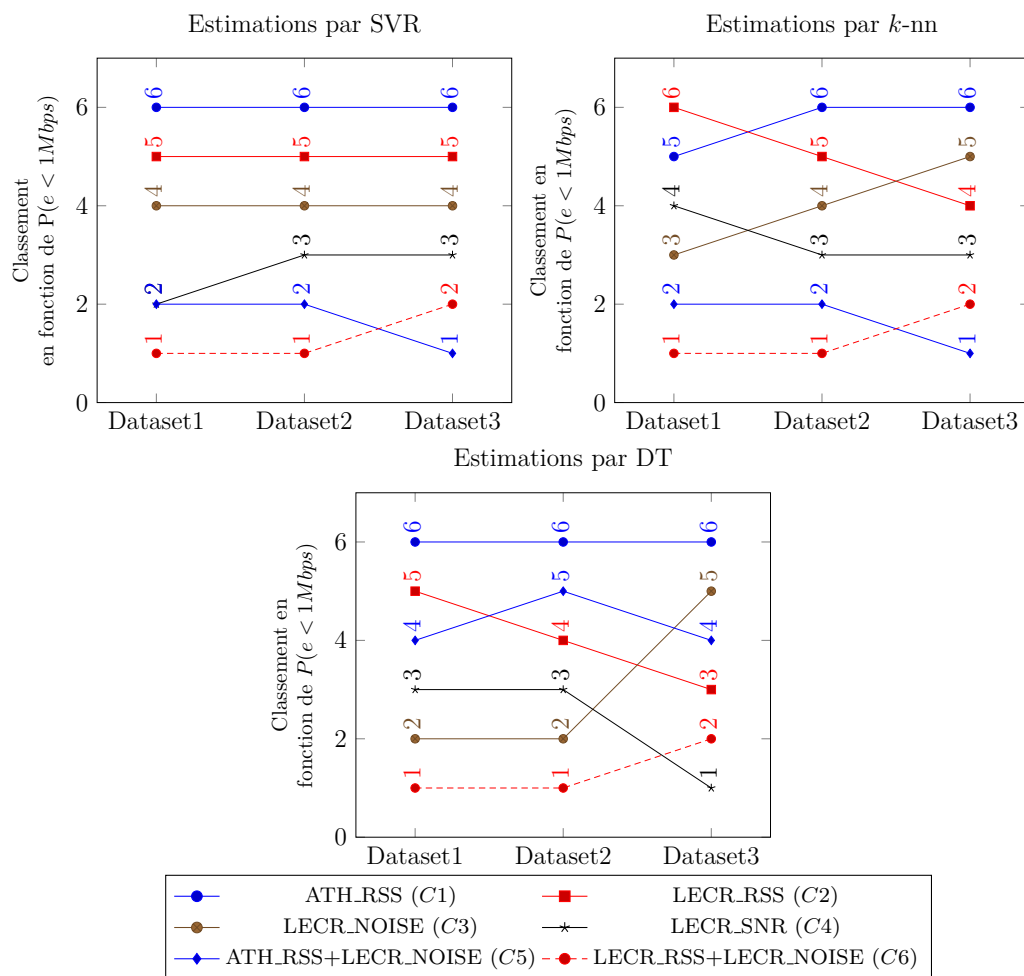 Estimations par SVR
Classement
en fonction de P(e < 1Mbps)
6
4
2
0
6 6 6
5 5 5
4 4 4
2 3 3
2 2 1
1 1 2
Dataset1 Dataset2 Dataset3
Estimations par k-nn
Classement en
fonction de P(e < 1Mbps)
6
4
2
0
5 6 6
6 5 4
3 4 5
4 3 3
2 2 1
1 1 2
Dataset1 Dataset2 Dataset3
Estimations par DT
Classement en
fonction de P(e < 1Mbps)
6
4
2
0
6 6 6
5 4 3
2 2 5
3 3 1
4 5 4
1 1 2
Dataset1 Dataset2 Dataset3
ATH_RSS (C1) LECR_RSS (C2)
LECR_NOISE (C3) LECR_SNR (C4)
ATH_RSS+LECR_NOISE (C5) LECR_RSS+LECR_NOISE (C6)